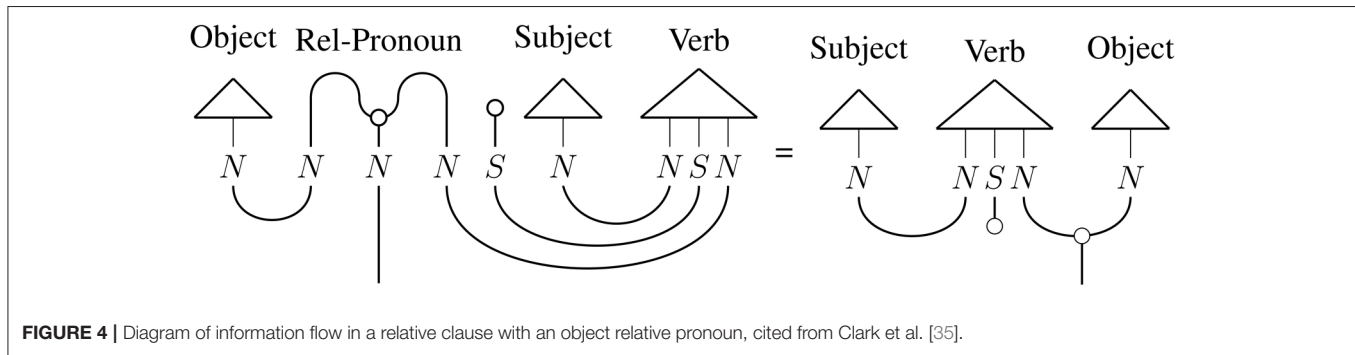 Object Rel-Pronoun Subject Verb Subject Verb Object
N N N N S N N S N = N N S N N
FIGURE 4 | Diagram of information flow in a relative clause with an object relative pronoun, cited from Clark et al. [35].